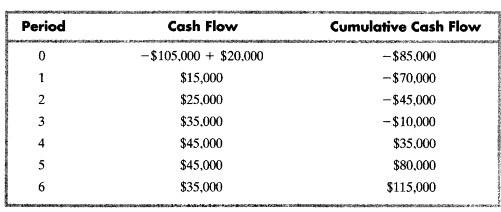 Period Cash Flow Cumulative Cash Flow
0 −$105,000 + $20,000 −$85,000
1 $15,000 −$70,000
2 $25,000 −$45,000
3 $35,000 −$10,000
4 $45,000 $35,000
5 $45,000 $80,000
6 $35,000 $115,000